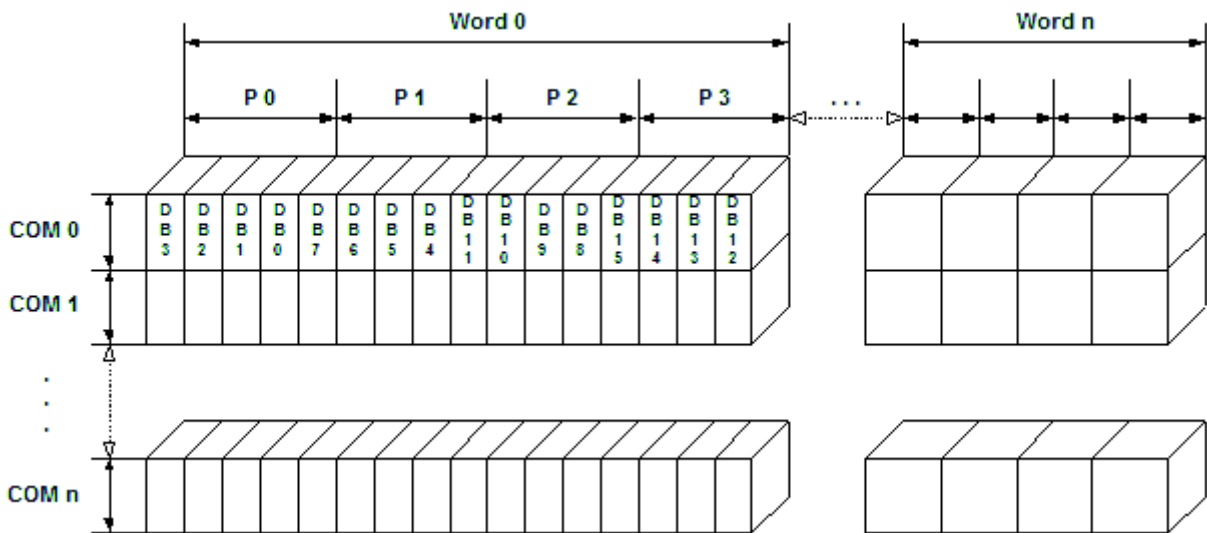 Word 0
Word n
P 0
P 1
P 2
P 3
. . .
COM 0
DB3
DB2
DB1
DB0
DB7
DB6
DB5
DB4
DB11
DB10
DB9
DB8
DB15
DB14
DB13
DB12
COM 1
. . .
COM n